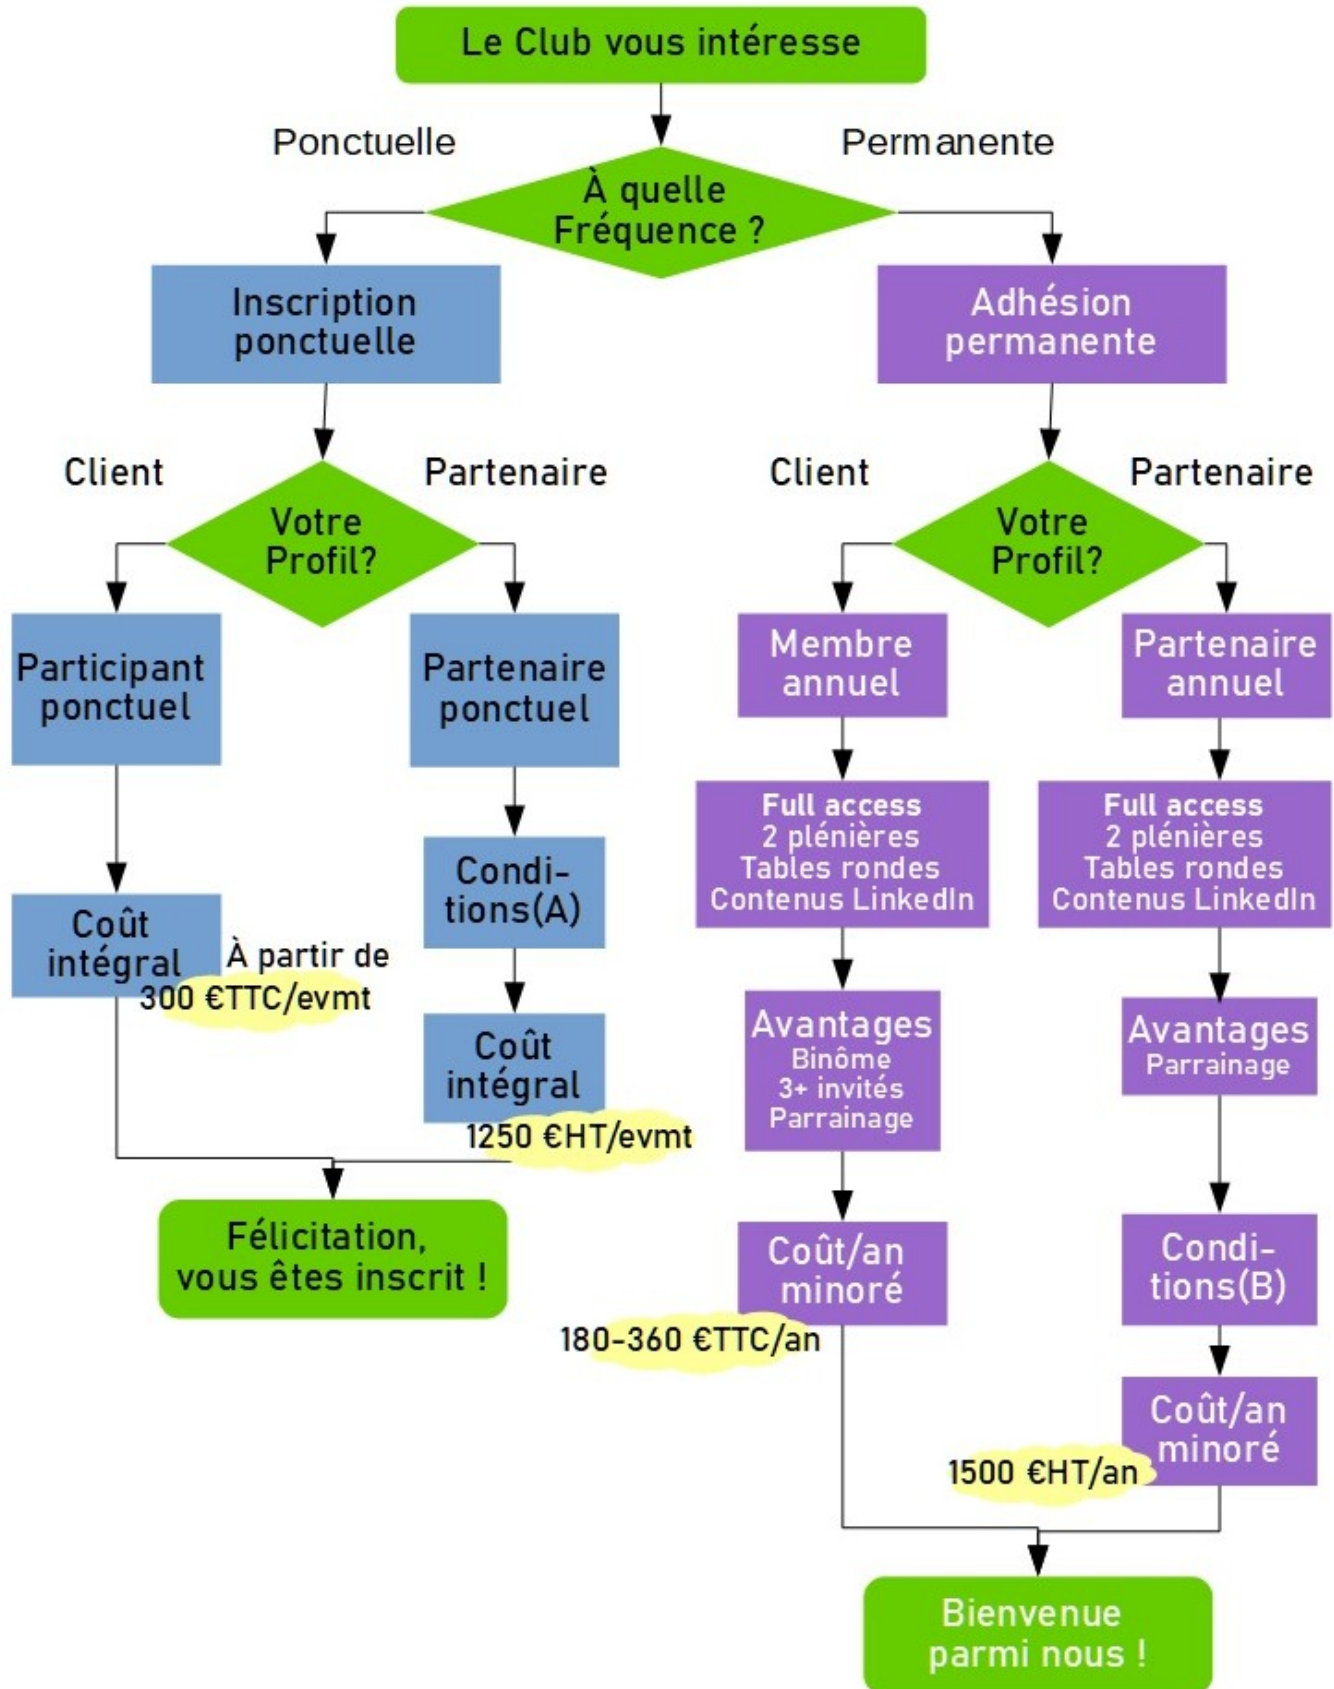 Le Club vous intéresse
Ponctuelle
Permanente
À quelle
Fréquence ?
Inscription
ponctuelle
Adhésion
permanente
Client
Partenaire
Votre
Profil?
Client
Partenaire
Votre
Profil?
Participant
ponctuel
Partenaire
ponctuel
Membre
annuel
Partenaire
annuel
Full access
2 plénières
Tables rondes
Contenus LinkedIn
Full access
2 plénières
Tables rondes
Contenus LinkedIn
Condi-
tions(A)
Coût
intégral
À partir de
300 €TTC/evmt
Coût
intégral
1250 €HT/evmt
Avantages
Binôme
3+ invités
Parrainage
Avantages
Parrainage
Félicitation,
vous êtes inscrit !
Coût/an
minoré
180-360 €TTC/an
Condi-
tions(B)
Coût/an
minoré
1500 €HT/an
Bienvenue
parmi nous !